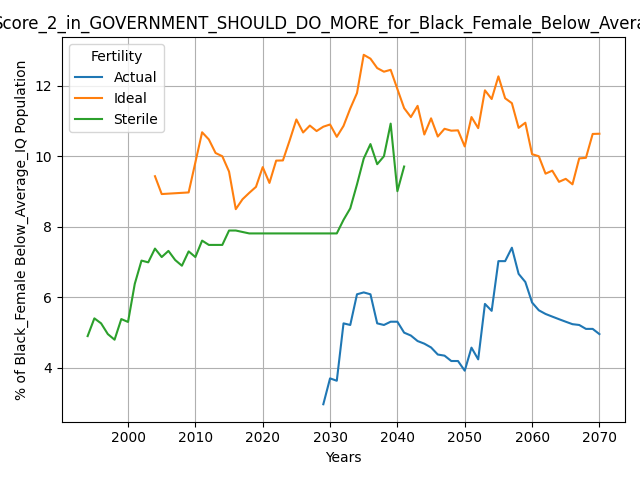 Score_2_in_GOVERNMENT_SHOULD_DO_MORE_for_Black_Female_Below_Avera
Fertility
Actual
Ideal
Sterile
% of Black_Female Below_Average_IQ Population
12
10
8
6
4
2000 2010 2020 2030 2040 2050 2060 2070
Years